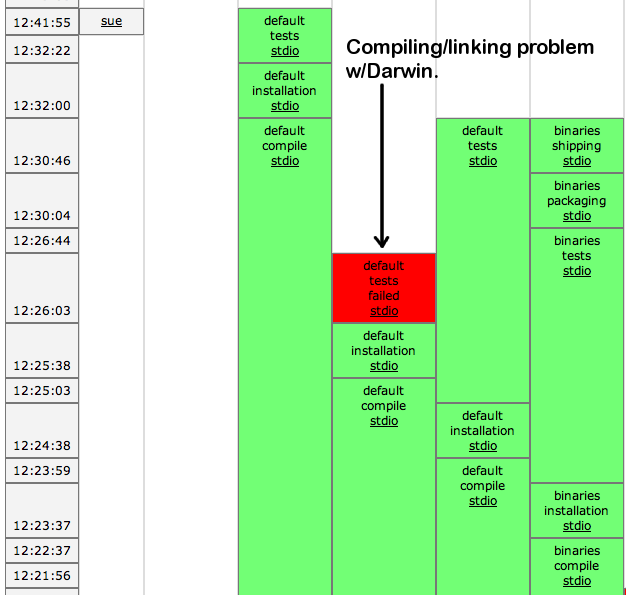 12:41:55
sue
default
tests
stdio
Compiling/linking problem
w/Darwin.
12:32:22
default
installation
stdio
12:32:00
default
compile
stdio
default
tests
stdio
binaries
shipping
stdio
12:30:46
binaries
packaging
stdio
12:30:04
12:26:44
binaries
tests
stdio
default
tests
failed
stdio
12:26:03
default
installation
stdio
12:25:38
12:25:03
default
compile
stdio
default
installation
stdio
12:24:38
12:23:59
default
compile
stdio
binaries
installation
stdio
12:23:37
12:22:37
binaries
compile
stdio
12:21:56